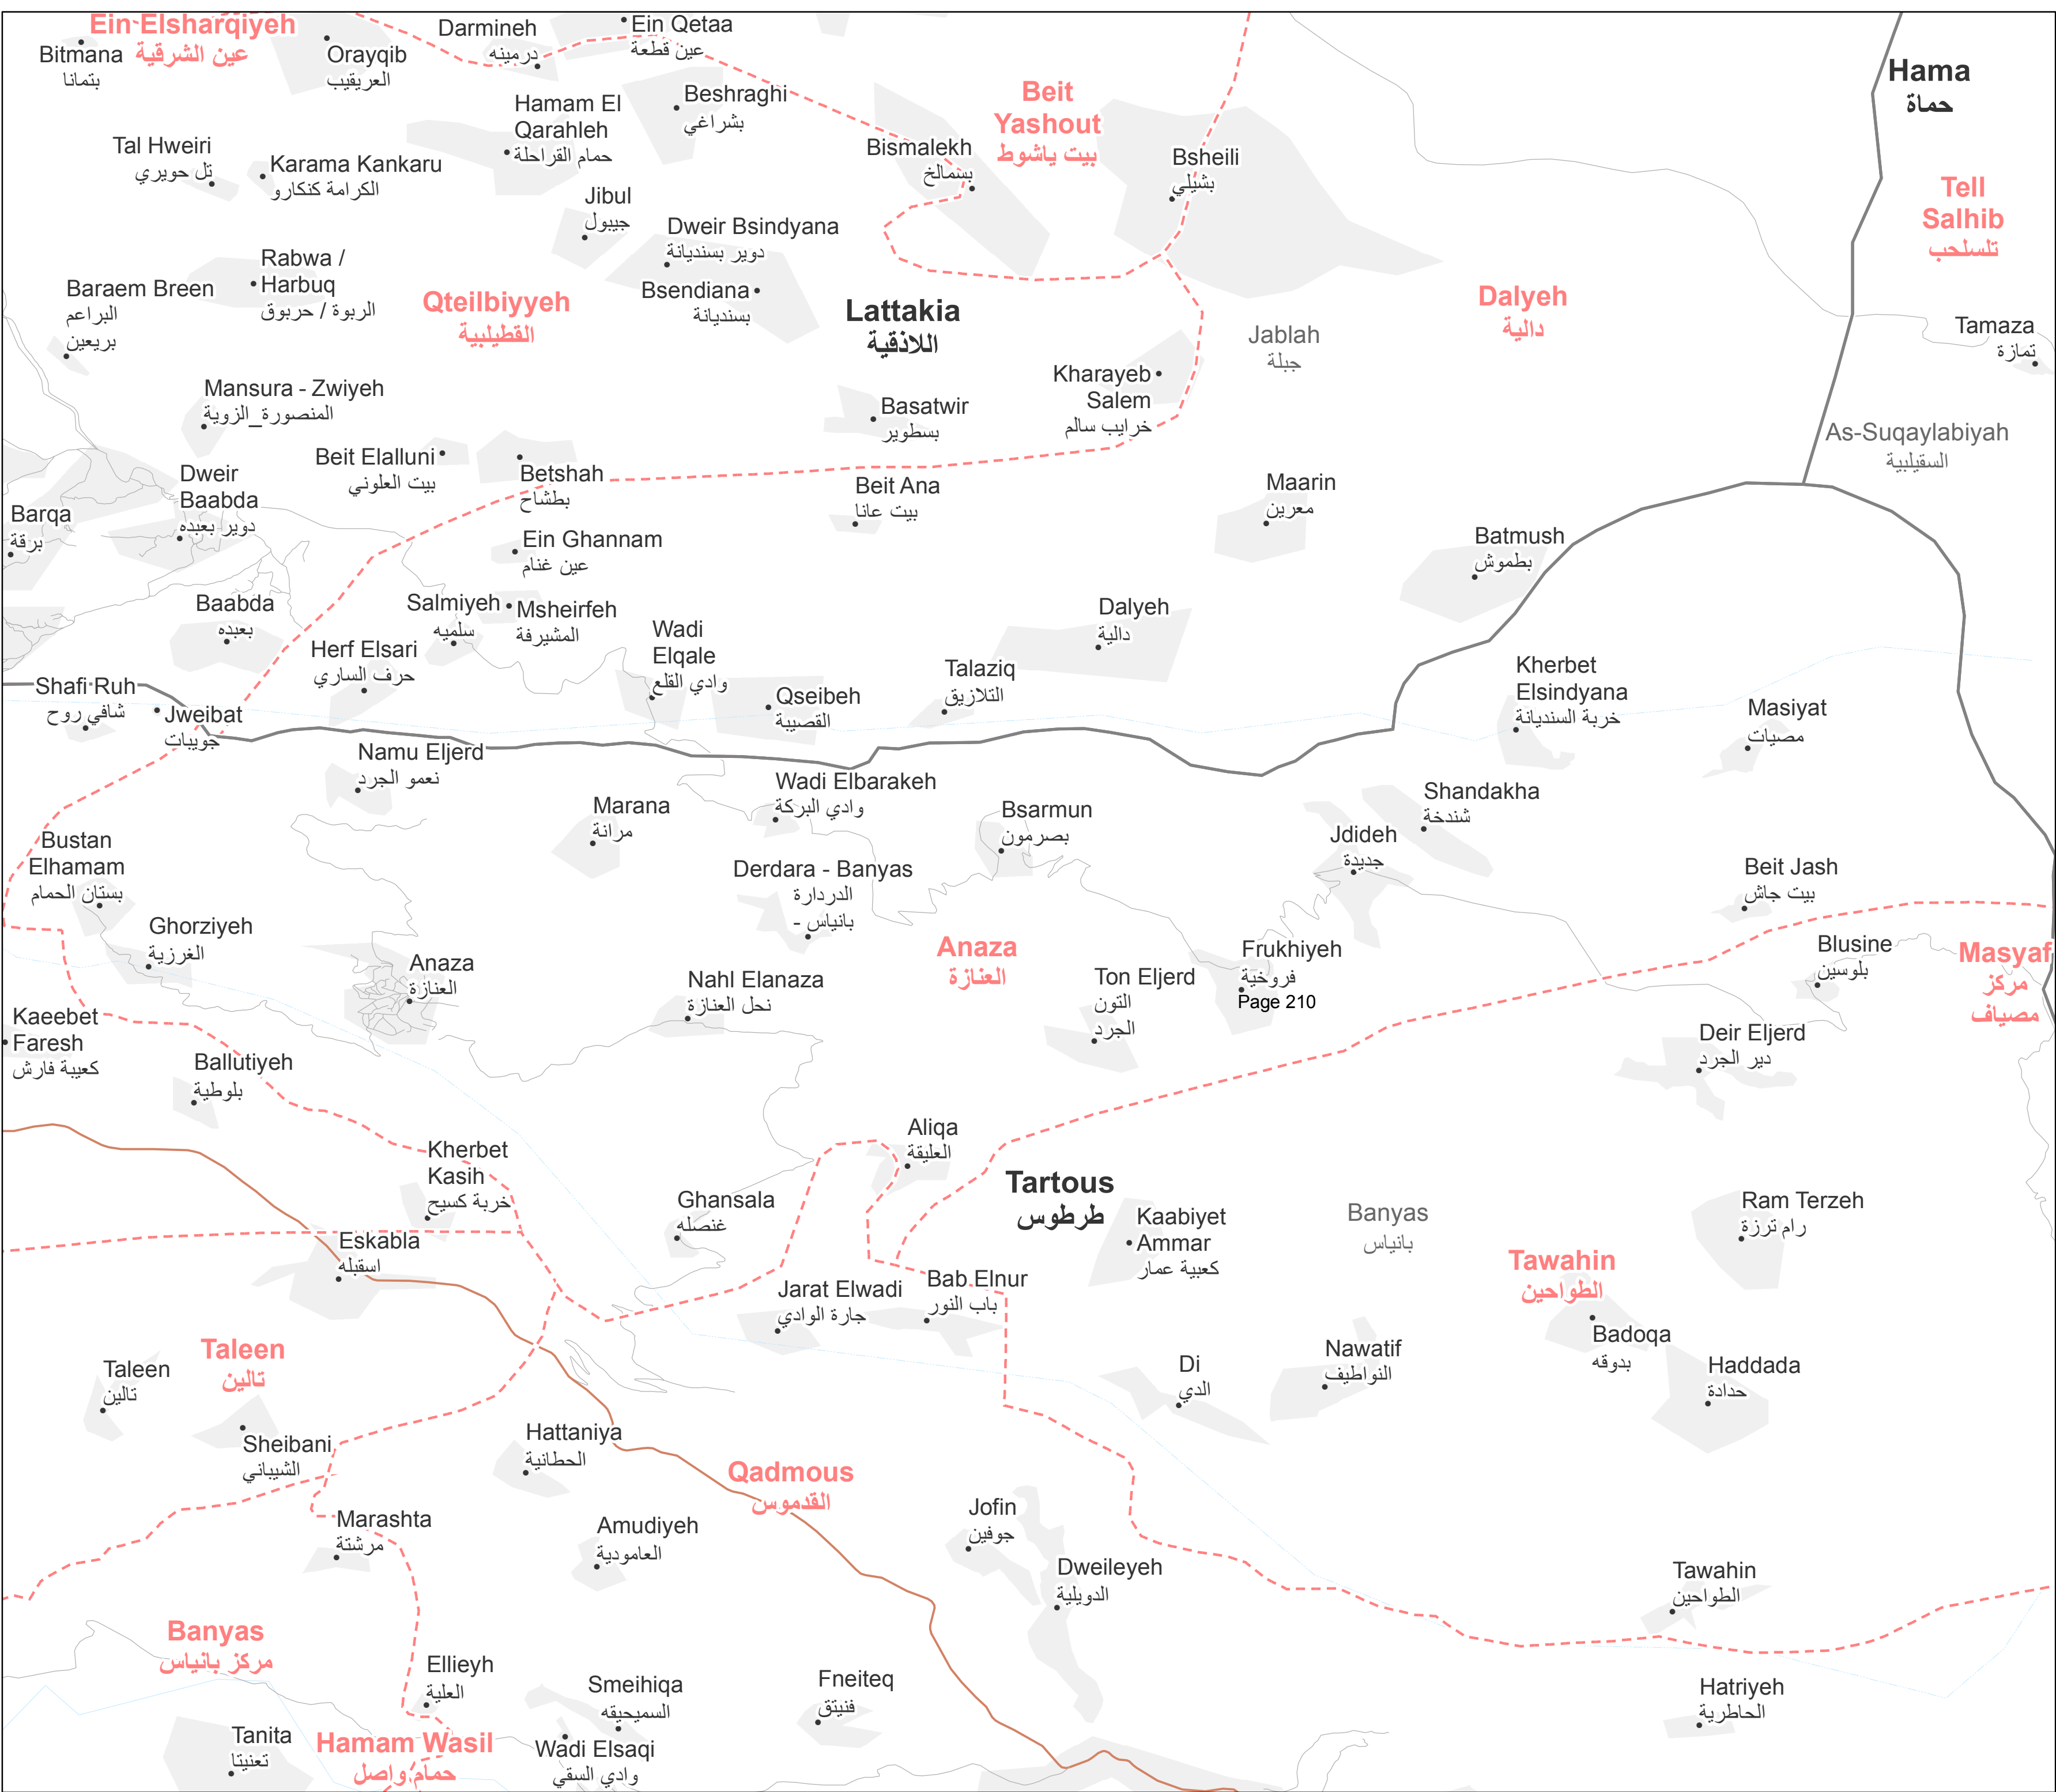 Ein Elsharqiyeh
عين الشرقية
Bitmana
بتمانا
Orayqib
العريقيب
Darmineh
درمينه
Ein Qetaa
عين قطعة
Beshraghi
بشراغي
Hamam El
Qarahleh
حمام القراحلة
Tal Hweiri
تل حويري
Karama Kankaru
الكرامة كنكارو
Jibul
جيبول
Bismalekh
بسمالخ
Beit
Yashout
بيت ياشوط
Bsheili
بشيلي
Hama
حماة
Tell
Salhib
تلسلحب
Dweir Bsindyana
دوير بسنديانة
Bsendiana
بسنديانة
Rabwa /
Harbuq
الربوة / حربوق
Baraem Breen
البراعم
بريعين
Qteilbiyyeh
القطيلبية
Lattakia
اللاذقية
Jablah
جبلة
Dalyeh
دالية
Tamaza
تمازة
Mansura - Zwiyeh
المنصورة_الزوية
Basatwir
بسطوير
Kharayeb
Salem
خرايب سالم
As-Suqaylabiyah
السقيلبية
Beit Elalluni
بيت العلوني
Betshah
بطشاح
Dweir
Baabda
دوير بعبده
Barqa
برقة
Beit Ana
بيت عانا
Maarin
معرين
Ein Ghannam
عين غنام
Batmush
بطموش
Baabda
بعبده
Salmiyeh
سلميه
Msheirfeh
المشيرفة
Herf Elsari
حرف الساري
Wadi
Elqale
وادي القلع
Dalyeh
دالية
Talaziq
التلازيق
Qseibeh
القصيبة
Shafi Ruh
شافي روح
Jweibat
جويبات
Kherbet
Elsindyana
خربة السنديانة
Masiyat
مصيات
Namu Eljerd
نعمو الجرد
Marana
مرانة
Wadi Elbarakeh
وادي البركة
Bsarmun
بصرمون
Shandakha
شندخة
Jdideh
جديدة
Bustan
Elhamam
بستان الحمام
Derdara - Banyas
الدردارة
بانياس -
Beit Jash
بيت جاش
Ghorziyeh
الغرزية
Anaza
العنازة
Anaza
العنازة
Nahl Elanaza
نحل العنازة
Ton Eljerd
التون
الجرد
Frukhiyeh
فروخية
Page 210
Blusine
بلوسين
Masyaf
مركز
مصياف
Kaeebet
Faresh
كعيبة فارش
Ballutiyeh
بلوطية
Deir Eljerd
دير الجرد
Kherbet
Kasih
خربة كسيح
Aliqa
العليقة
Tartous
طرطوس
Ghansala
غنصله
Kaabiyet
Ammar
كعبية عمار
Banyas
بانياس
Ram Terzeh
رام ترزة
Eskabla
اسقبله
Tawahin
الطواحين
Jarat Elwadi
جارة الوادي
Bab Elnur
باب النور
Badoqa
بدوقه
Taleen
تالين
Taleen
تالين
Di
الدي
Nawatif
النواطيف
Haddada
حدادة
Sheibani
الشيباني
Hattaniya
الحطانية
Qadmous
القدموس
Marashta
مرشتة
Amudiyeh
العامودية
Jofin
جوفين
Dweileyeh
الدويلية
Tawahin
الطواحين
Banyas
مركز بانياس
Ellieyh
العلية
Smeihiqa
السميحيقه
Fneiteq
فنيتق
Hatriyeh
الحاطرية
Tanita
تعنيتا
Hamam Wasil
حمام واصل
Wadi Elsaqi
وادي السقي